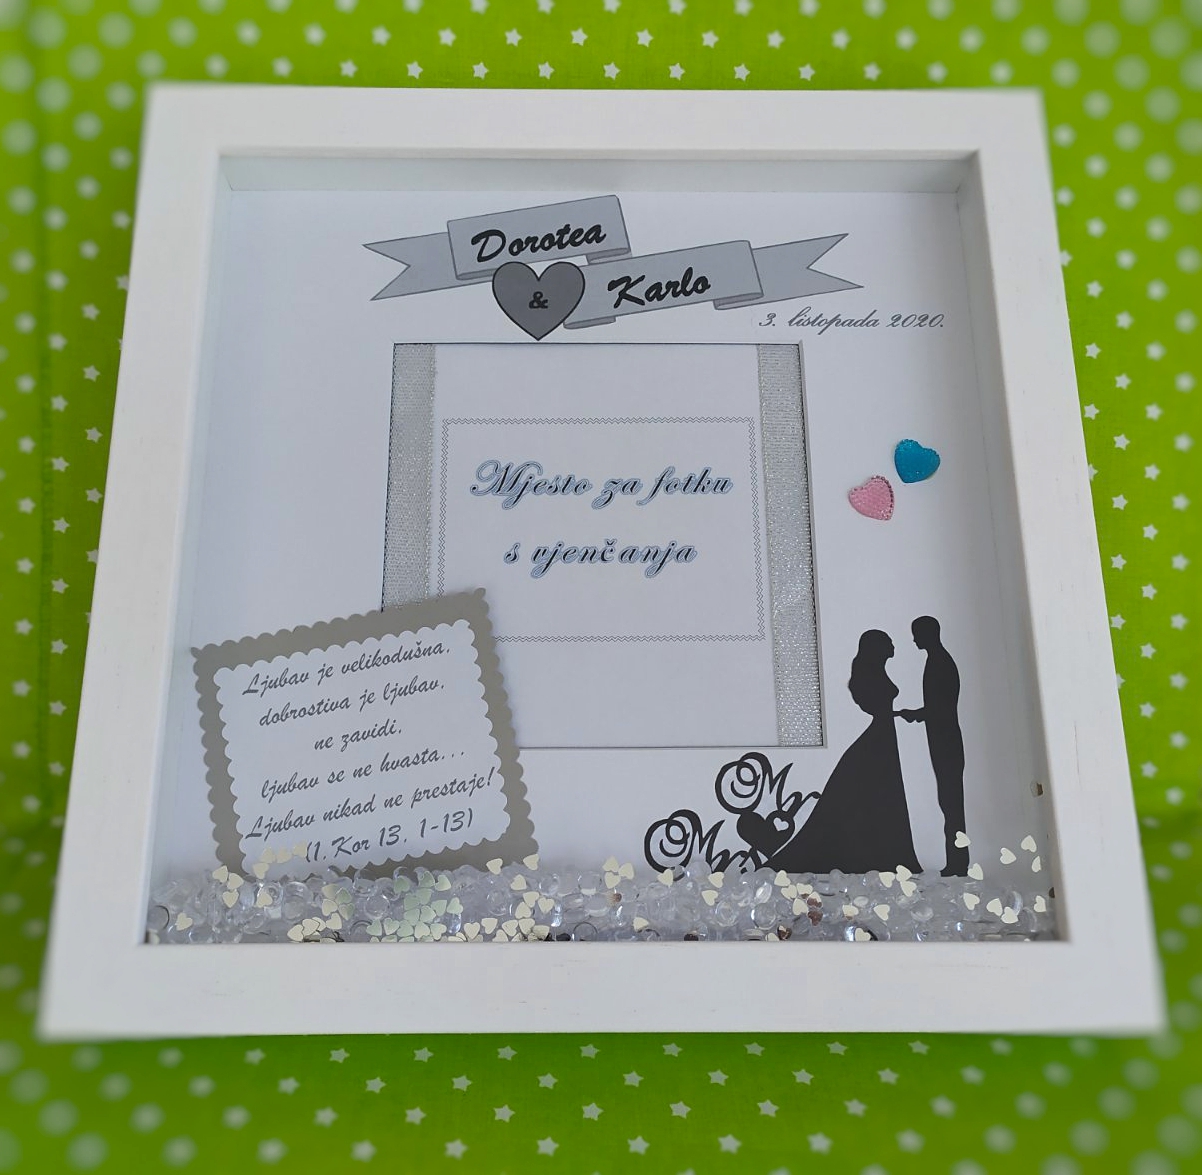 Dorotea
&
Karlo
3. listopada 2020.
Mjesto za fotku
s vjenčanja
Ljubav je velikodušna,
dobrostiva je ljubav,
ne zavidi,
ljubav se ne hvasta...
Ljubav nikad ne prestaje!
(1. Kor 13, 1-13)
Mr
Mrs